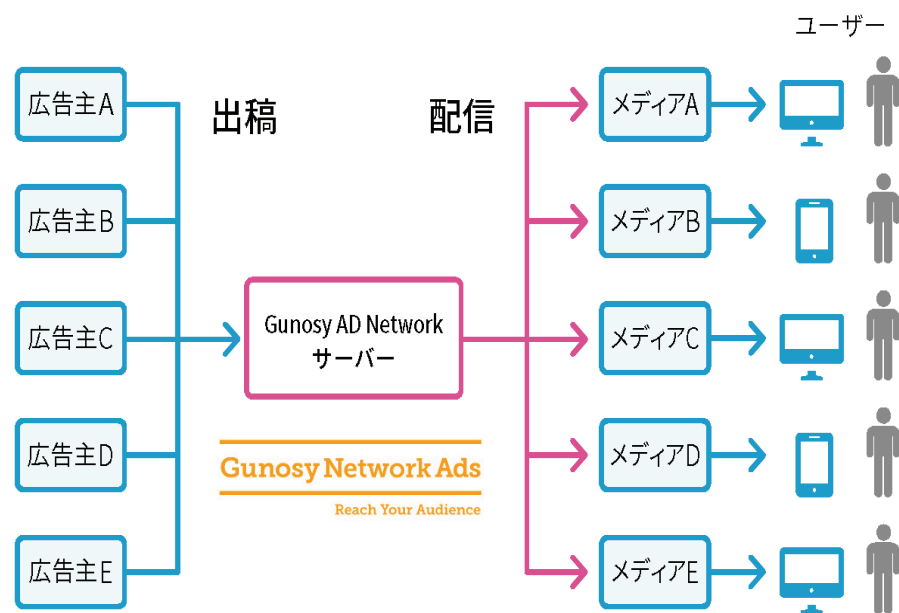 ユーザー
出稿
配信
広告主A
広告主B
広告主C
広告主D
広告主E
Gunosy AD Network
サーバー
Gunosy Network Ads
Reach Your Audience
メディアA
メディアB
メディアC
メディアD
メディアE